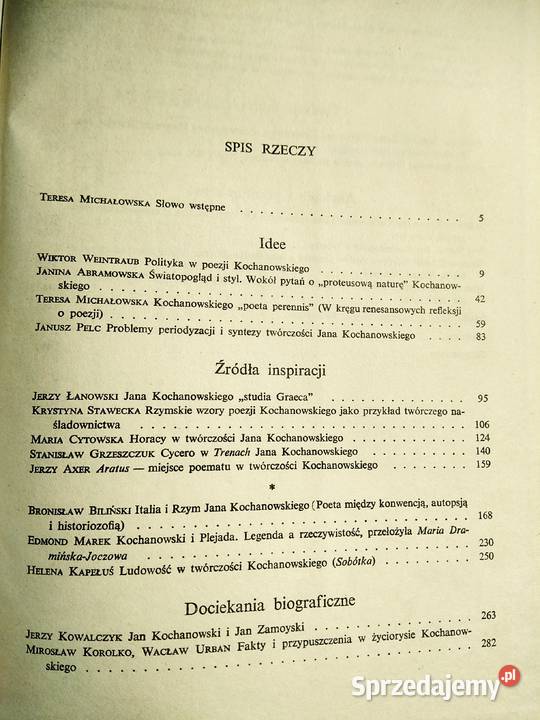 SPIS RZECZY
TERESA MICHAŁOWSKA Słowo wstępne . . . . . . . . . . . . . . . . . 5
Idee
WIKTOR WEINTRAUB Polityka w poezji Kochanowskiego . . . . . . . . . . . 9
JANINA ABRAMOWSKA Światopogląd i styl. Wokół pytań o „proteusową naturę” Kochanow-
skiego . . . . . . . . . . . . . . . . . . . . . . . . 42
TERESA MICHAŁOWSKA Kochanowskiego „poeta perennis” (W kręgu renesansowych refleksji
o poezji) . . . . . . . . . . . . . . . . . . . . . . . 59
JANUSZ PELC Problemy periodyzacji i syntezy twórczości Jana Kochanowskiego . . . . 83
Źródła inspiracji
JERZY ŁANOWSKI Jana Kochanowskiego „studia Graeca” . . . . . . . . . . . 95
KRYSTYNA STAWECKA Rzymskie wzory poezji Kochanowskiego jako przykład twórczego na-
śladownictwa . . . . . . . . . . . . . . . . . . . . . 106
MARIA CYTOWSKA Horacy w twórczości Jana Kochanowskiego . . . . . . . . . 124
STANISŁAW GRZESZCZUK Cycero w Trenach Jana Kochanowskiego . . . . . . . . 140
JERZY AXER Aratus — miejsce poematu w twórczości Kochanowskiego . . . . . . 159
*
BRONISŁAW BILIŃSKI Italia i Rzym Jana Kochanowskiego (Poeta między konwencją, autopsją
i historiozofią) . . . . . . . . . . . . . . . . . . . . . 168
EDMOND MAREK Kochanowski i Plejada. Legenda a rzeczywistość, przełożyła Maria Dra-
mińska-Joczowa . . . . . . . . . . . . . . . . . . . . 230
HELENA KAPEŁUŚ Ludowość w twórczości Kochanowskiego (Sobótka) . . . . . . . 250
Dociekania biograficzne
JERZY KOWALCZYK Jan Kochanowski i Jan Zamoyski . . . . . . . . . . . . 263
MIROSŁAW KOROLKO, WACŁAW URBAN Fakty i przypuszczenia w życiorysie Kochanow-
skiego . . . . . . . . . . . . . . . . . . . . . . . . 282
Sprzedajemy.pl